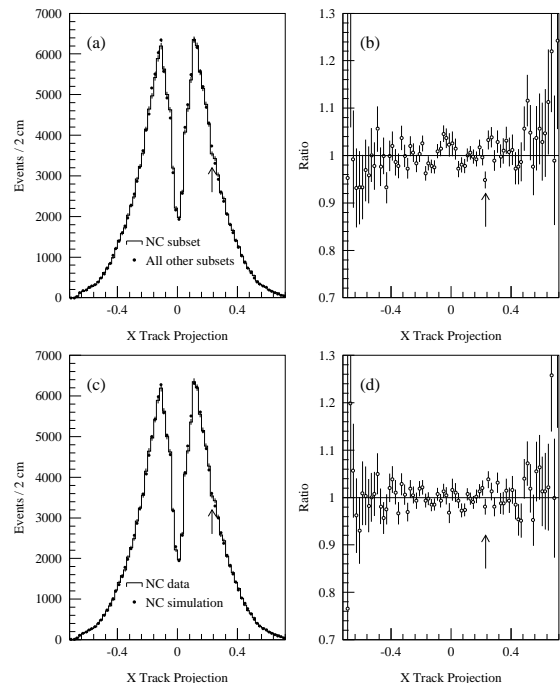 (a)
7000
6000
5000
4000
3000
2000
1000
0
Events / 2 cm
NC subset
All other subsets
-0.4 0 0.4
X Track Projection
(b)
1.3
1.2
1.1
1
0.9
0.8
0.7
Ratio
-0.4 0 0.4
X Track Projection
(c)
7000
6000
5000
4000
3000
2000
1000
0
Events / 2 cm
NC data
NC simulation
-0.4 0 0.4
X Track Projection
(d)
1.3
1.2
1.1
1
0.9
0.8
0.7
Ratio
-0.4 0 0.4
X Track Projection